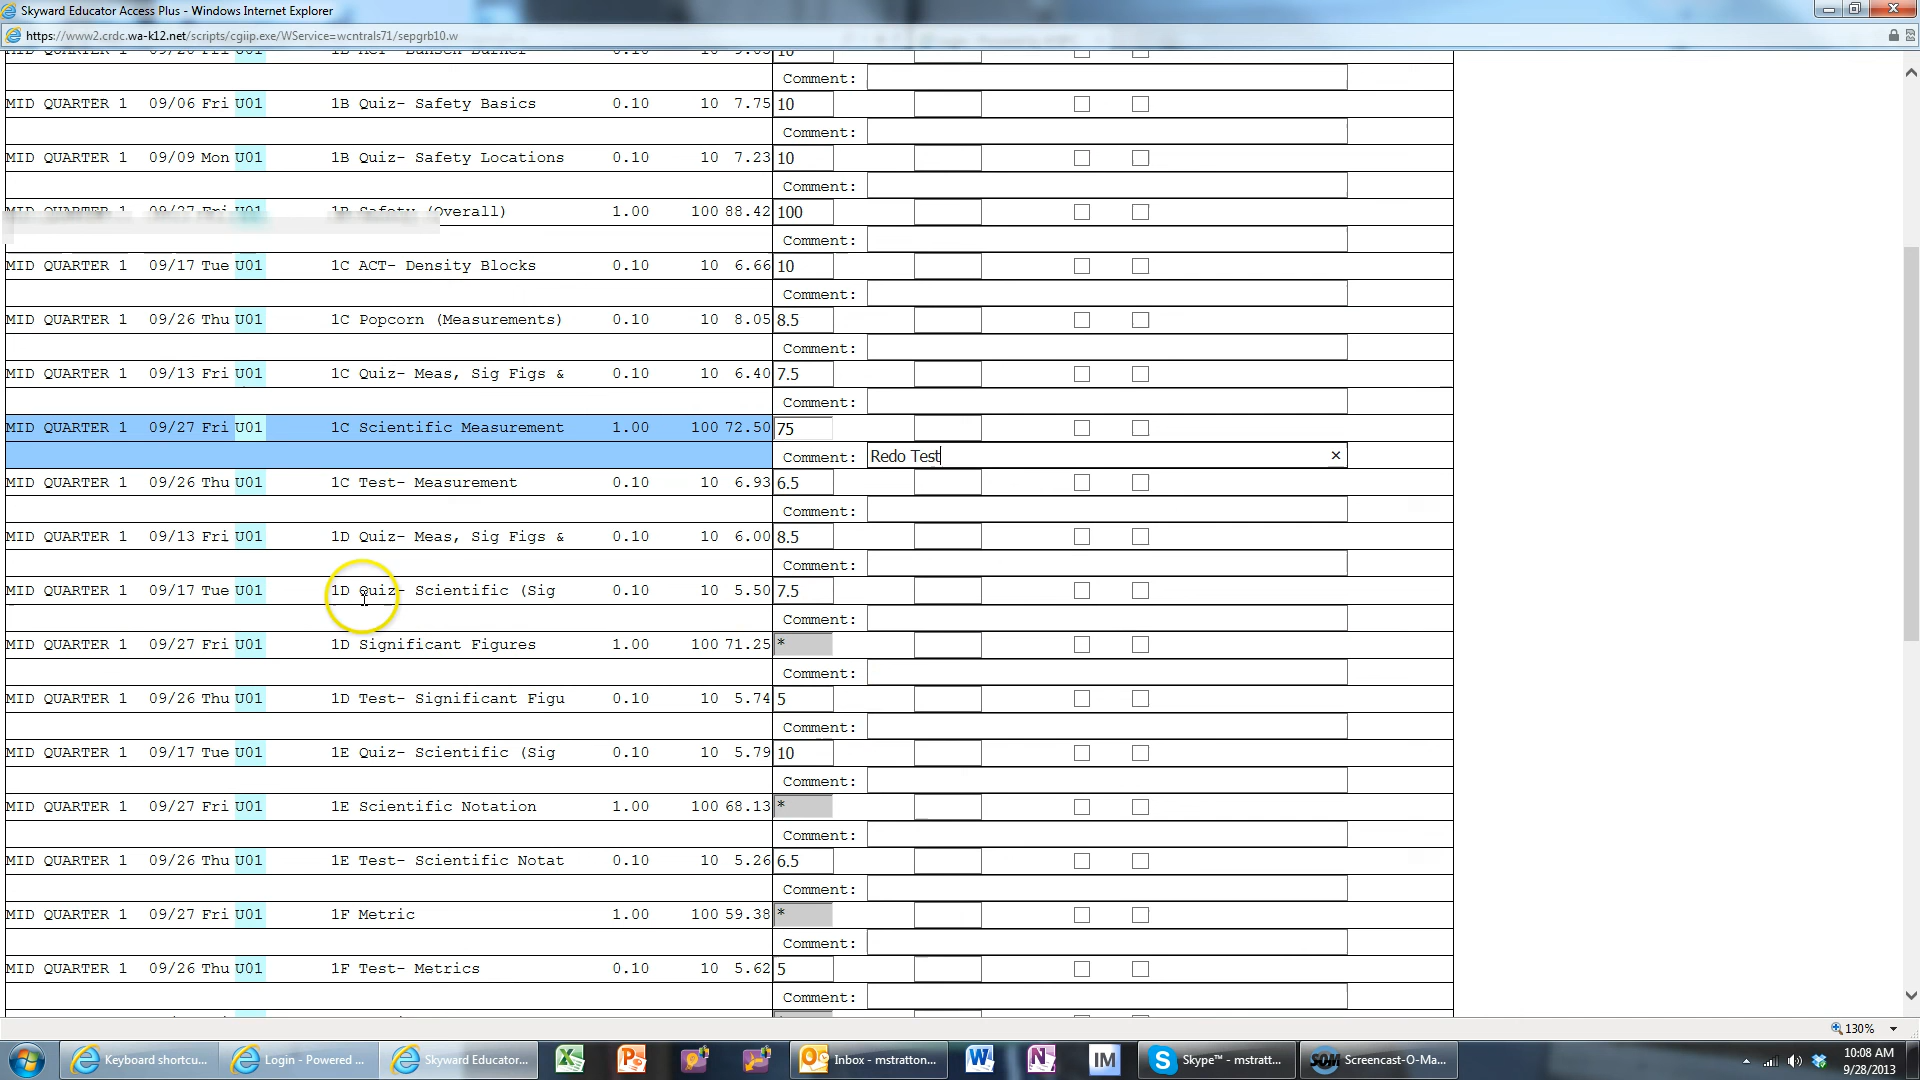 Skyward Educator Access Plus - Windows Internet Explorer
https://www2.crdc.wa-k12.net/scripts/cgiip.exe/WService=wcntrals71/sepgrb10.w
Comment:
MID QUARTER 1 09/06 Fri U01 1B Quiz- Safety Basics 0.10 10 7.75 10
Comment:
MID QUARTER 1 09/09 Mon U01 1B Quiz- Safety Locations 0.10 10 7.23 10
Comment:
MID QUARTER 1 09/27 Fri U01 1B Safety (Overall) 1.00 100 88.42 100
Comment:
MID QUARTER 1 09/17 Tue U01 1C ACT- Density Blocks 0.10 10 6.66 10
Comment:
MID QUARTER 1 09/26 Thu U01 1C Popcorn (Measurements) 0.10 10 8.05 8.5
Comment:
MID QUARTER 1 09/13 Fri U01 1C Quiz- Meas, Sig Figs & 0.10 10 6.40 7.5
Comment:
MID QUARTER 1 09/27 Fri U01 1C Scientific Measurement 1.00 100 72.50 75
Comment: Redo Test ×
MID QUARTER 1 09/26 Thu U01 1C Test- Measurement 0.10 10 6.93 6.5
Comment:
MID QUARTER 1 09/13 Fri U01 1D Quiz- Meas, Sig Figs & 0.10 10 6.00 8.5
Comment:
MID QUARTER 1 09/17 Tue U01 1D Quiz- Scientific (Sig 0.10 10 5.50 7.5
Comment:
MID QUARTER 1 09/27 Fri U01 1D Significant Figures 1.00 100 71.25 *
Comment:
MID QUARTER 1 09/26 Thu U01 1D Test- Significant Figu 0.10 10 5.74 5
Comment:
MID QUARTER 1 09/17 Tue U01 1E Quiz- Scientific (Sig 0.10 10 5.79 10
Comment:
MID QUARTER 1 09/27 Fri U01 1E Scientific Notation 1.00 100 68.13 *
Comment:
MID QUARTER 1 09/26 Thu U01 1E Test- Scientific Notat 0.10 10 5.26 6.5
Comment:
MID QUARTER 1 09/27 Fri U01 1F Metric 1.00 100 59.38 *
Comment:
MID QUARTER 1 09/26 Thu U01 1F Test- Metrics 0.10 10 5.62 5
Comment:
130%
Keyboard shortcu... Login - Powered ... Skyward Educator... Inbox - mstratton... IM Skype™ - mstratt... Screencast-O-Ma... 10:08 AM
9/28/2013